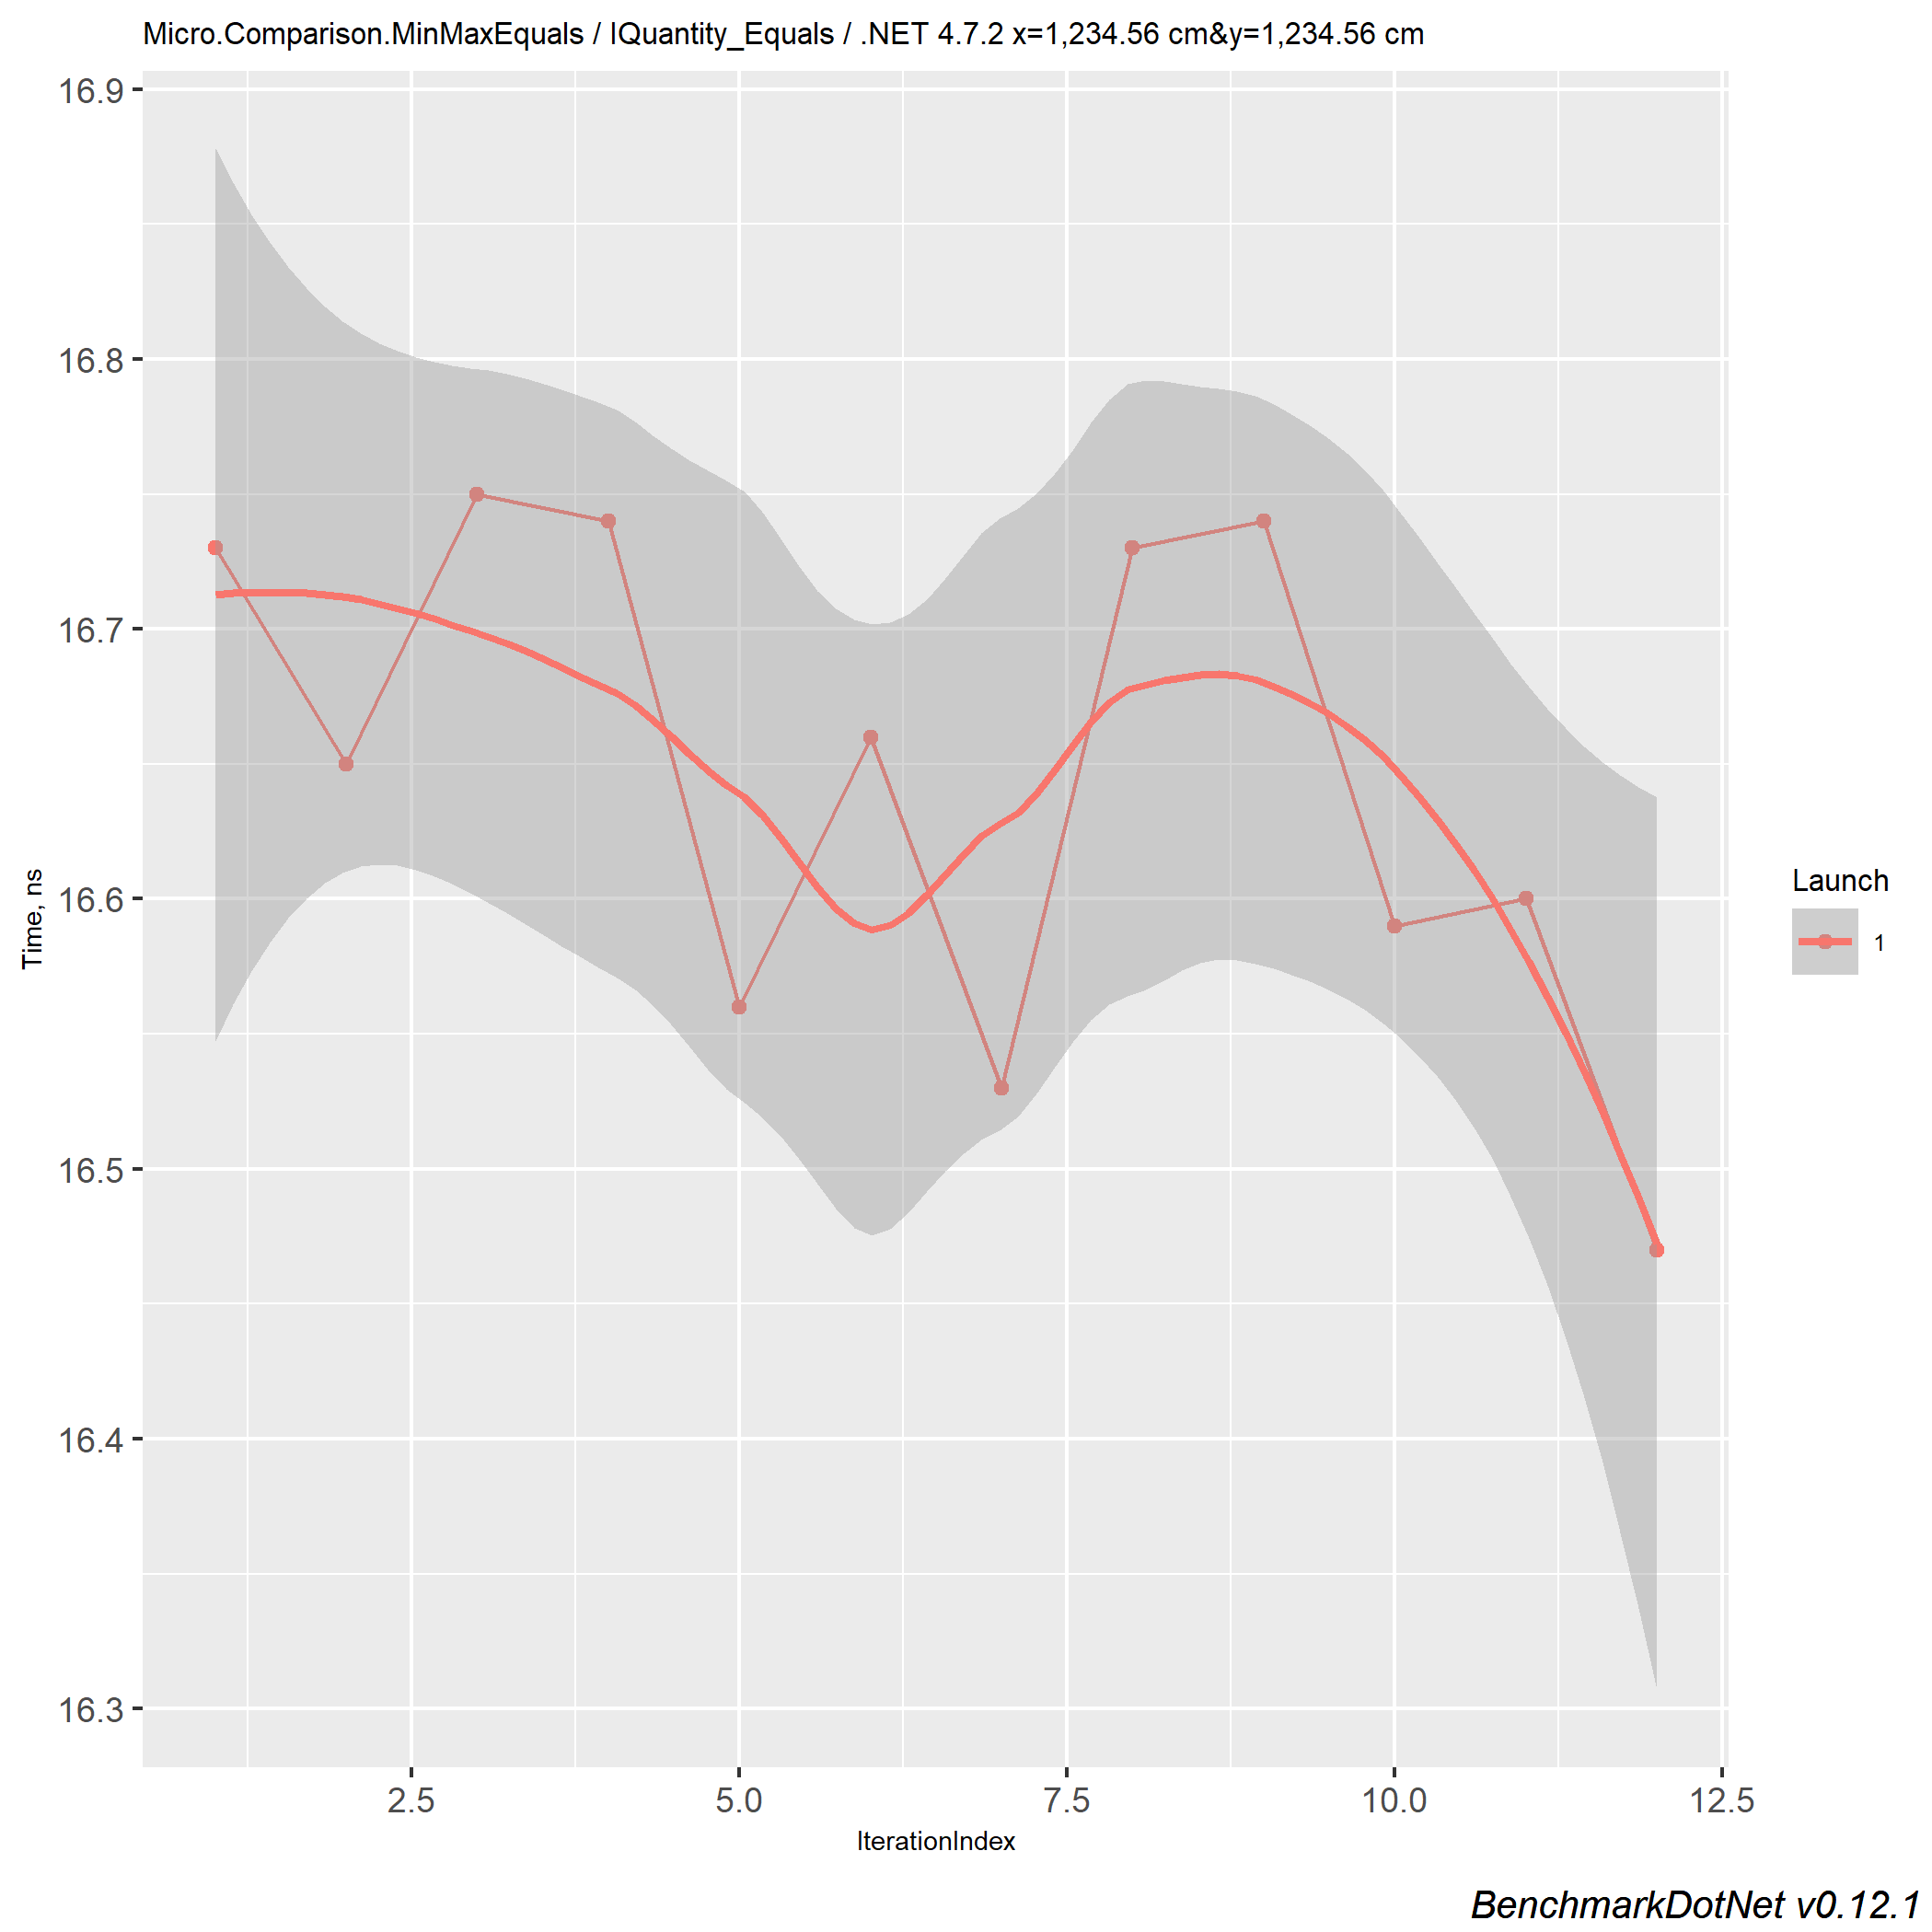 Micro.Comparison.MinMaxEquals / IQuantity_Equals / .NET 4.7.2 x=1,234.56 cm&y=1,234.56 cm
16.9
16.8
16.7
16.6
16.5
16.4
16.3
Time, ns
2.5 5.0 7.5 10.0 12.5
IterationIndex
Launch
1
BenchmarkDotNet v0.12.1